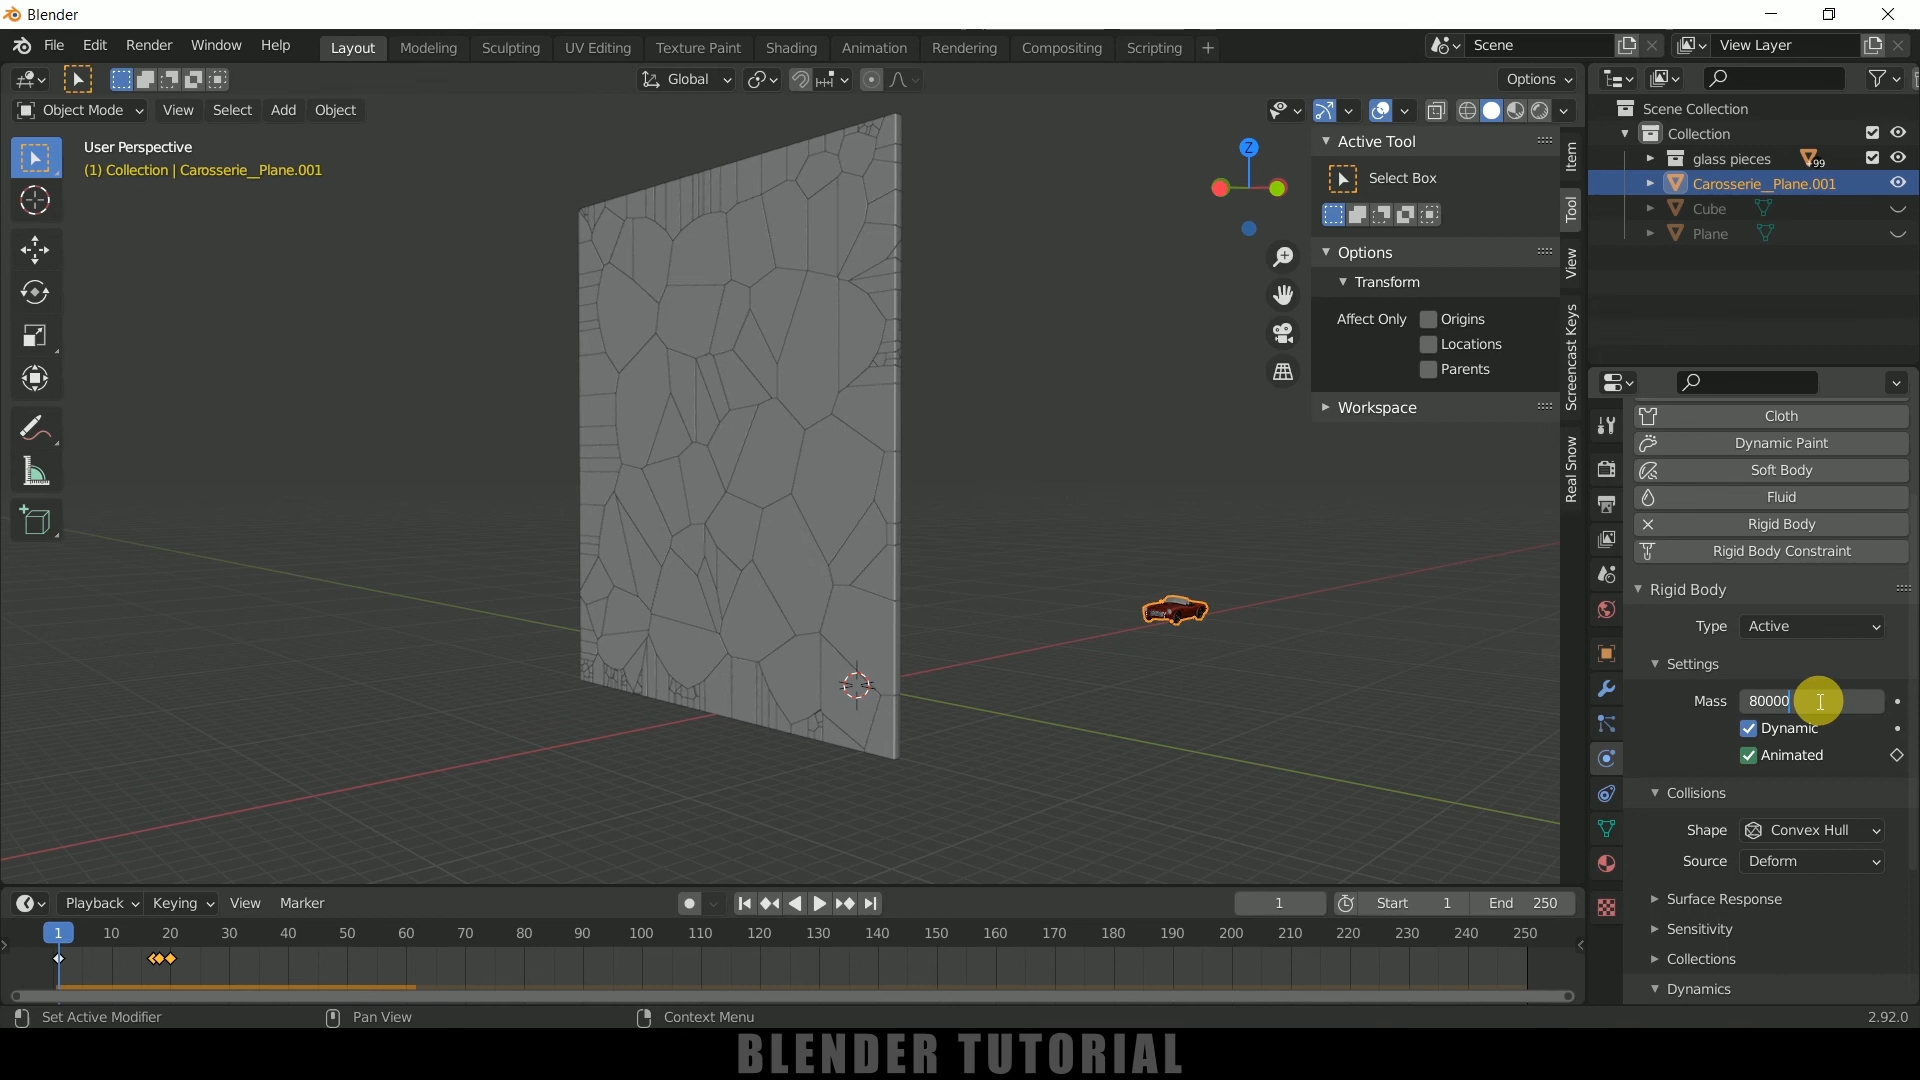 Blender
File Edit Render Window Help
Layout Modeling Sculpting UV Editing Texture Paint Shading Animation Rendering Compositing Scripting +
Scene View Layer
Global Options
Object Mode View Select Add Object
User Perspective
(1) Collection | Carosserie__Plane.001
Z
Active Tool
Select Box
Options
Transform
Affect Only Origins
Locations
Parents
Workspace
Item
Tool
View
Screencast Keys
Real Snow
Scene Collection
Collection
glass pieces 99
Carosserie__Plane.001
Cube
Plane
Cloth
Dynamic Paint
Soft Body
Fluid
Rigid Body
Rigid Body Constraint
Rigid Body
Type Active
Settings
Mass 80000
Dynamic
Animated
Collisions
Shape Convex Hull
Source Deform
Surface Response
Sensitivity
Collections
Dynamics
Playback Keying View Marker
1 Start 1 End 250
1 10 20 30 40 50 60 70 80 90 100 110 120 130 140 150 160 170 180 190 200 210 220 230 240 250
Set Active Modifier Pan View Context Menu 2.92.0
BLENDER TUTORIAL